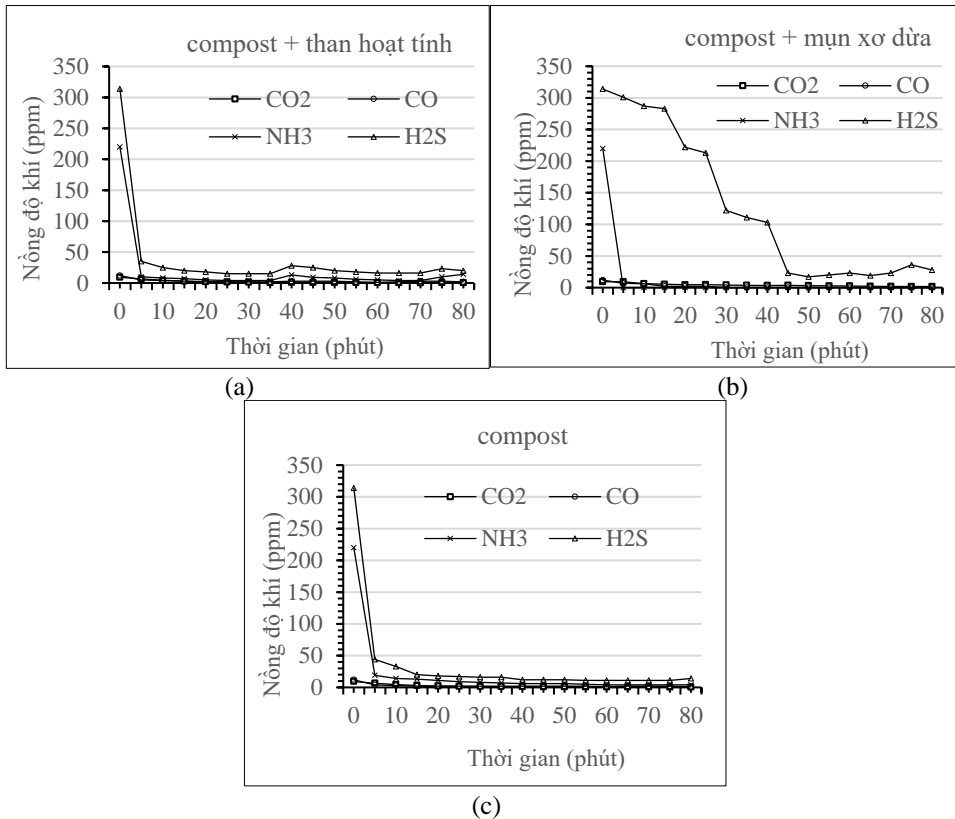 compost + than hoạt tính
350
300
250
200
150
100
50
0
CO2
CO
NH3
H2S
Nồng độ khí (ppm)
0 10 20 30 40 50 60 70 80
Thời gian (phút)
(a)
compost + mụn xơ dừa
350
300
250
200
150
100
50
0
CO2
CO
NH3
H2S
Nồng độ khí (ppm)
0 10 20 30 40 50 60 70 80
Thời gian (phút)
(b)
compost
350
300
250
200
150
100
50
0
CO2
CO
NH3
H2S
Nồng độ khí (ppm)
0 10 20 30 40 50 60 70 80
Thời gian (phút)
(c)